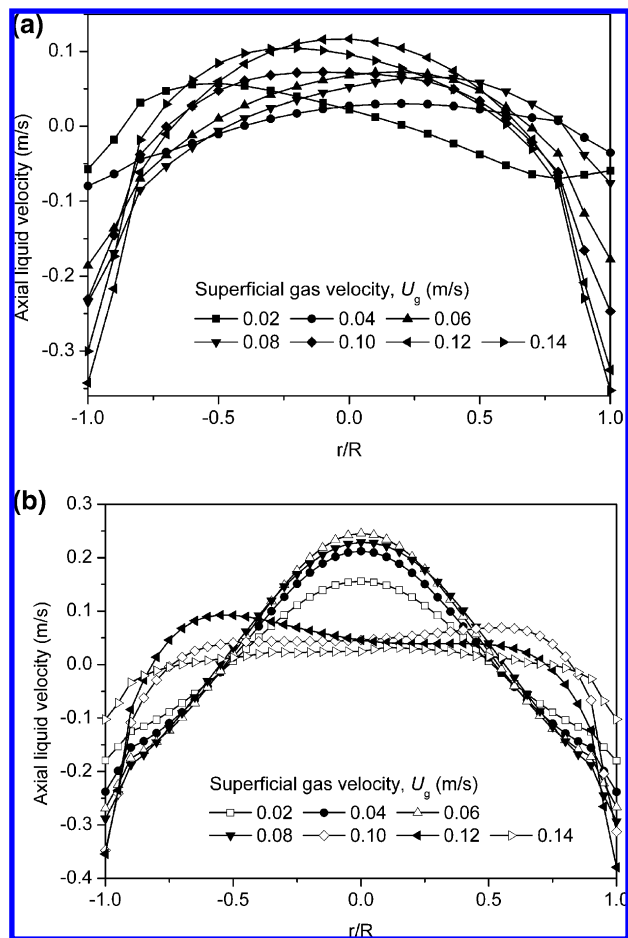 (a)
0.1
0.0
-0.1
-0.2
-0.3
Axial liquid velocity (m/s)
Superficial gas velocity, Ug (m/s)
0.02 0.04 0.06
0.08 0.10 0.12 0.14
-1.0 -0.5 0.0 0.5 1.0
r/R
(b)
0.3
0.2
0.1
0.0
-0.1
-0.2
-0.3
-0.4
Axial liquid velocity (m/s)
Superficial gas velocity, Ug (m/s)
0.02 0.04 0.06
0.08 0.10 0.12 0.14
-1.0 -0.5 0.0 0.5 1.0
r/R